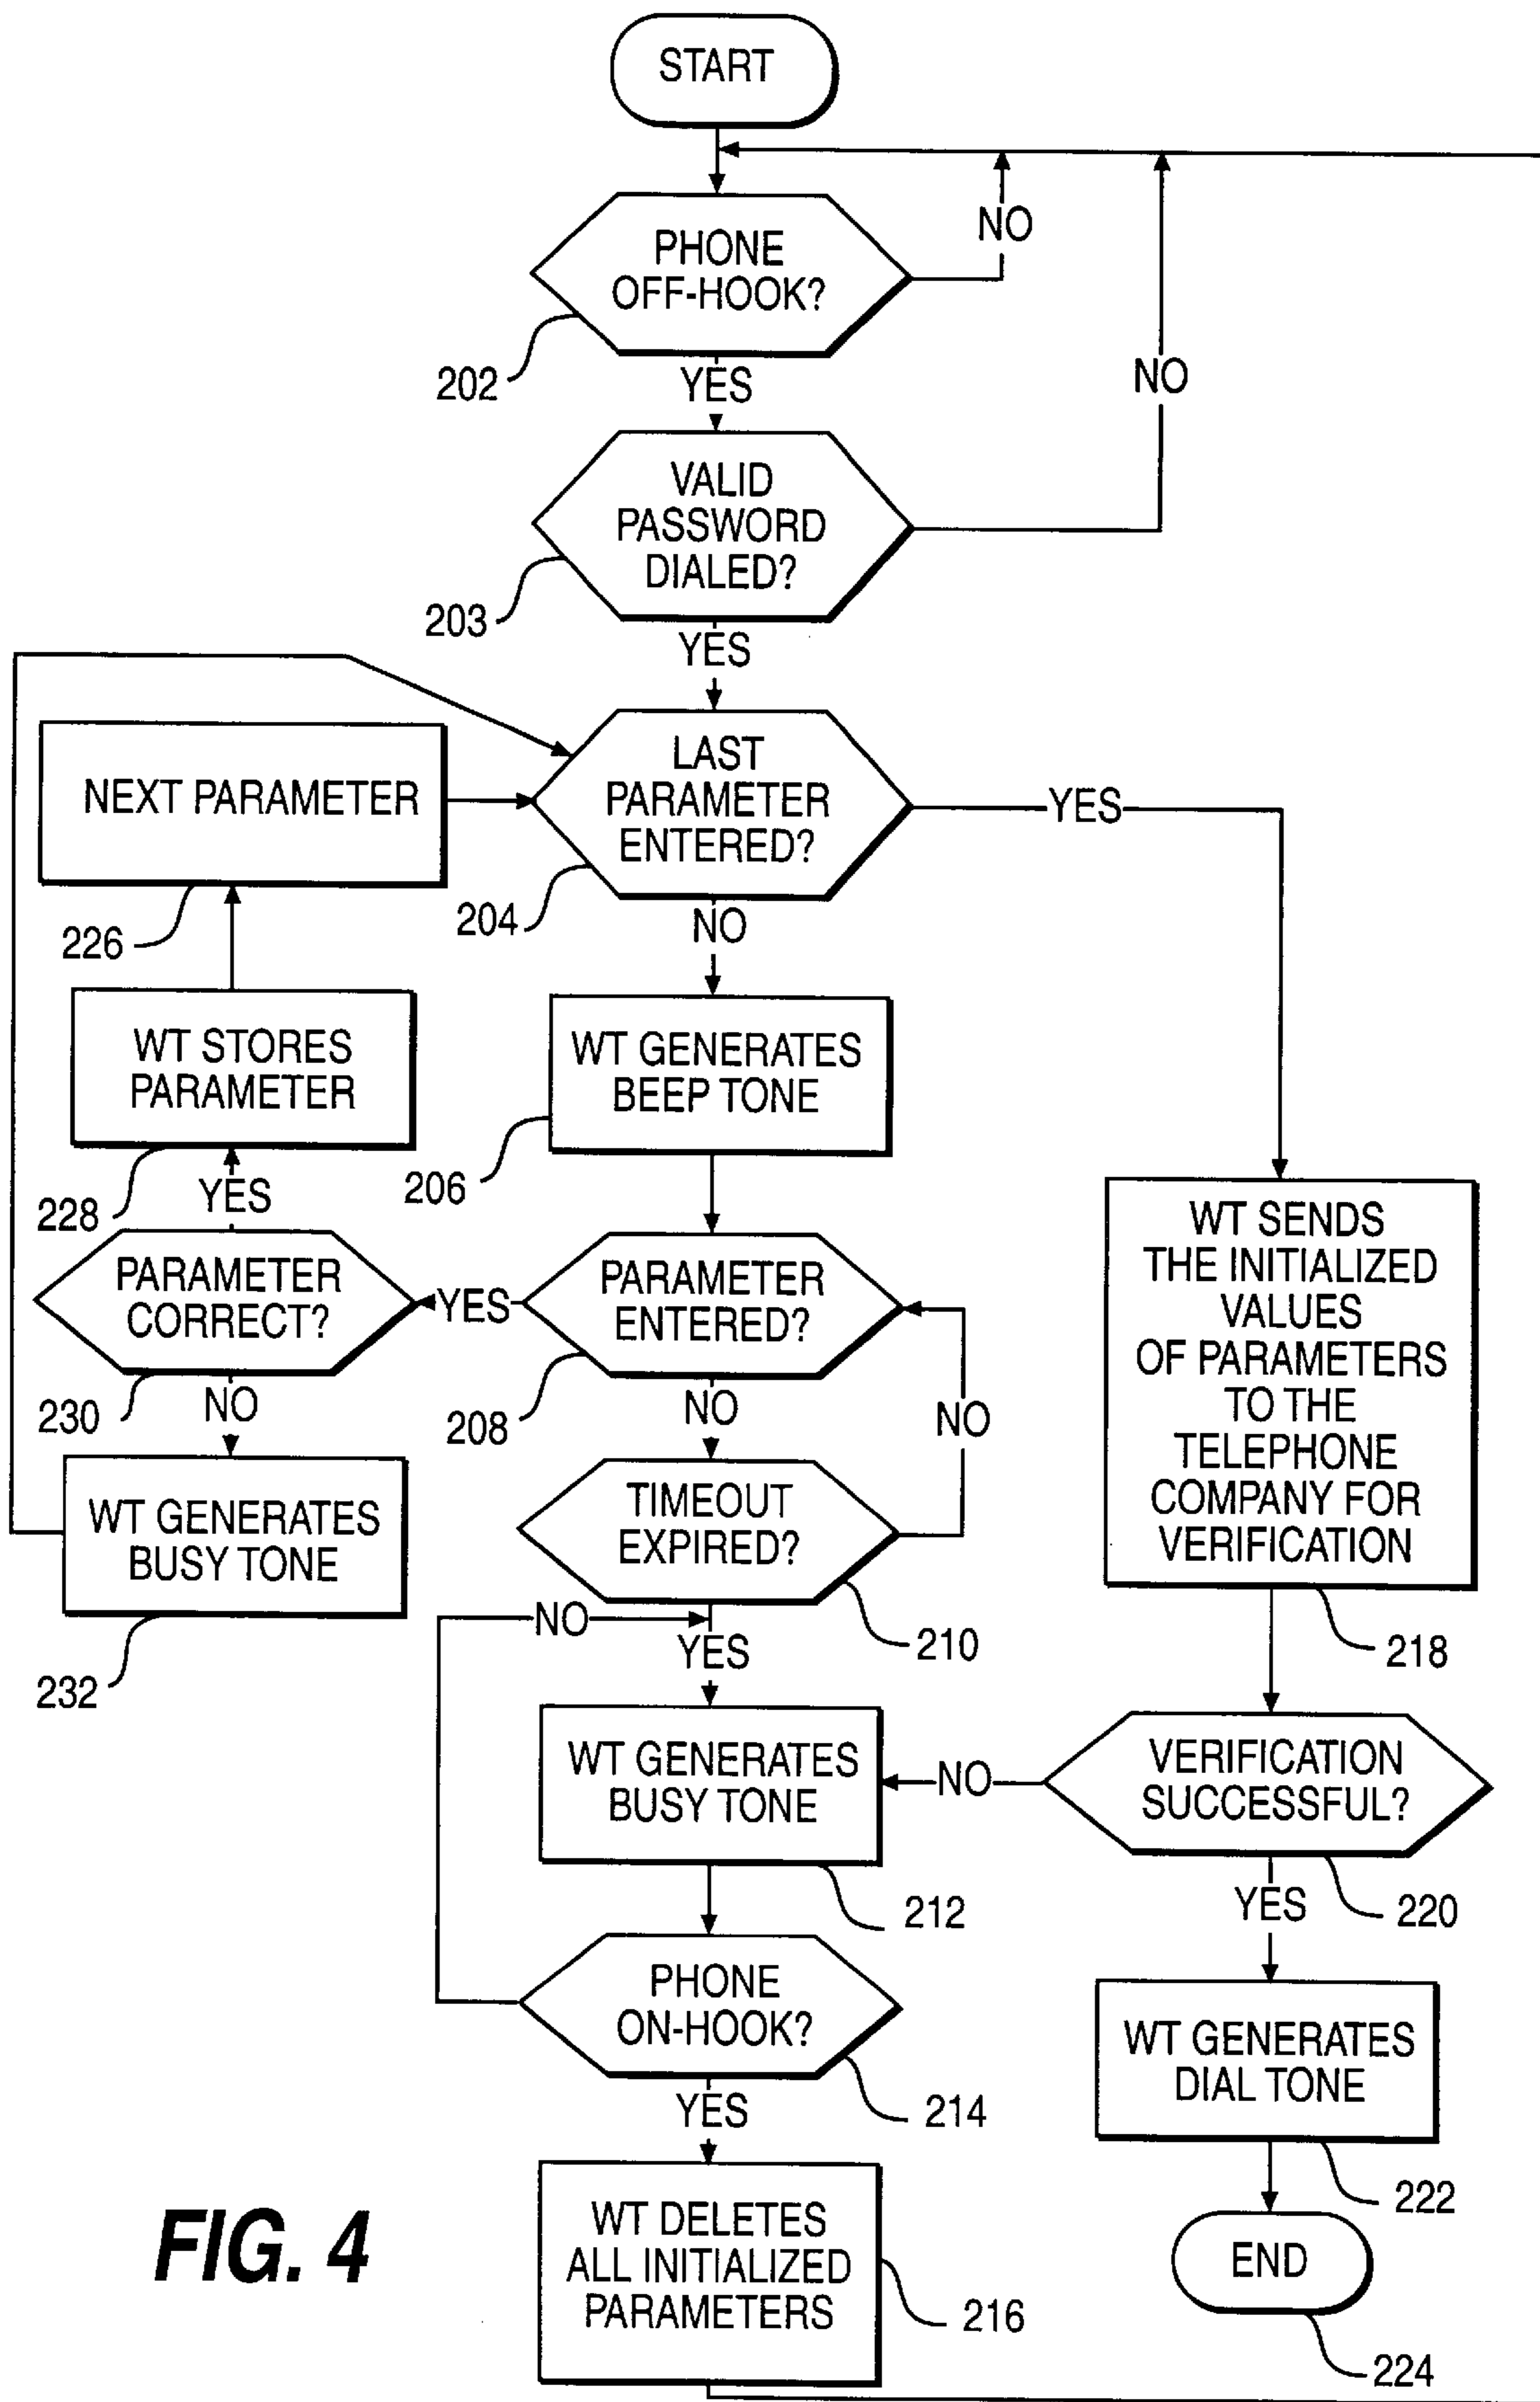 START
PHONE
OFF-HOOK?
NO
202
YES
NO
VALID
PASSWORD
DIALED?
203
YES
NEXT PARAMETER
LAST
PARAMETER
ENTERED?
YES
226
204
NO
WT STORES
PARAMETER
WT GENERATES
BEEP TONE
228
YES
206
WT SENDS
THE INITIALIZED
VALUES
OF PARAMETERS
TO THE
TELEPHONE
COMPANY FOR
VERIFICATION
PARAMETER
CORRECT?
YES
PARAMETER
ENTERED?
230
NO
208
NO
NO
WT GENERATES
BUSY TONE
TIMEOUT
EXPIRED?
232
NO
YES
210
218
WT GENERATES
BUSY TONE
NO
VERIFICATION
SUCCESSFUL?
212
YES
220
PHONE
ON-HOOK?
WT GENERATES
DIAL TONE
YES
214
222
FIG. 4
WT DELETES
ALL INITIALIZED
PARAMETERS
216
END
224